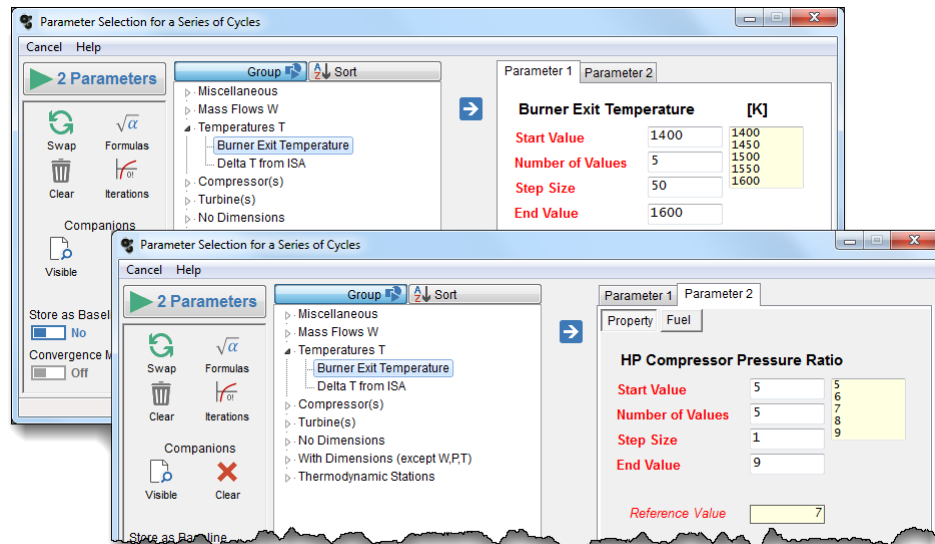 Parameter Selection for a Series of Cycles
Cancel Help
2 Parameters
Swap
√α
Formulas
Clear
Iterations
Companions
Visible
Store as Basel
No
Convergence M
Off
Group
A Z Sort
Miscellaneous
Mass Flows W
Temperatures T
Burner Exit Temperature
Delta T from ISA
Compressor(s)
Turbine(s)
No Dimensions
Parameter 1 Parameter 2
Burner Exit Temperature [K]
Start Value 1400
Number of Values 5
Step Size 50
End Value 1600
1400
1450
1500
1550
1600
Parameter Selection for a Series of Cycles
Cancel Help
2 Parameters
Swap
√α
Formulas
Clear
Iterations
Companions
Visible
Clear
Store as Baseline
Group
A Z Sort
Miscellaneous
Mass Flows W
Temperatures T
Burner Exit Temperature
Delta T from ISA
Compressor(s)
Turbine(s)
No Dimensions
With Dimensions (except W,P,T)
Thermodynamic Stations
Parameter 1 Parameter 2
Property Fuel
HP Compressor Pressure Ratio
Start Value 5
Number of Values 5
Step Size 1
End Value 9
5
6
7
8
9
Reference Value 7